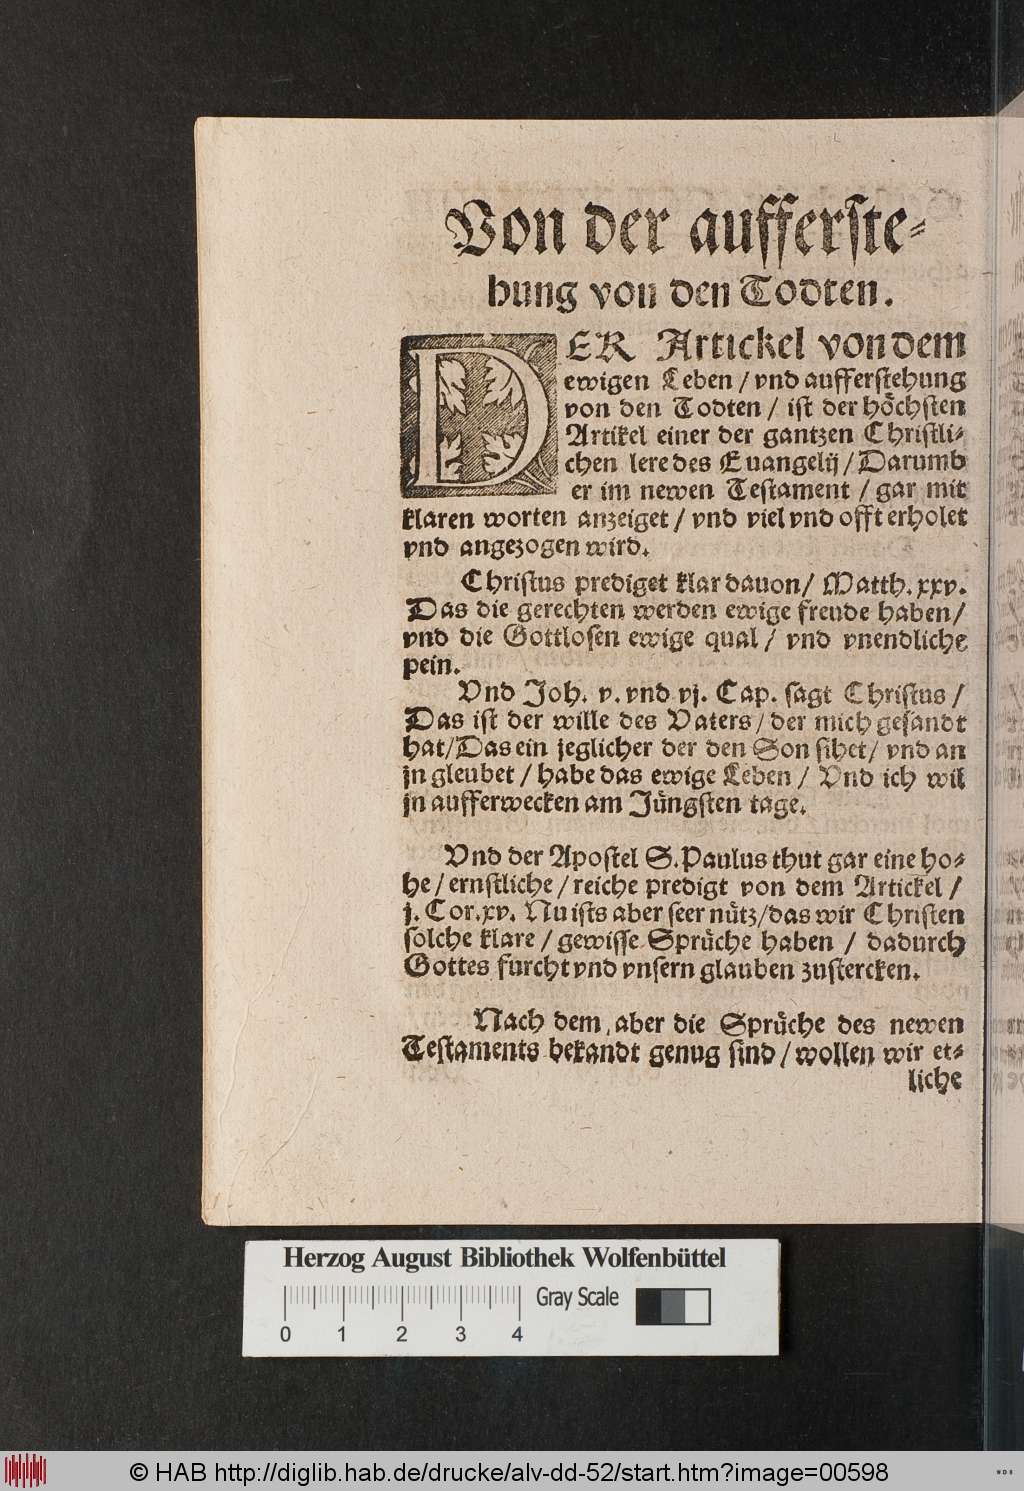 Von der aufferſte⸗
hung von den Todten.
DER Artickel von dem
ewigen Leben / vnd aufferſtehung
von den Todten / iſt der höchſten
Artikel einer der gantzen Chriſtli⸗
chen lere des Euangelij / Darumb
er im newen Teſtament / gar mit
klaren worten anzeiget / vnd viel vnd offt erholet
vnd angezogen wird.
Chriſtus prediget klar dauon / Matth. xxv.
Das die gerechten werden ewige freude haben /
vnd die Gottloſen ewige qual / vnd vnendliche
pein.
Vnd Joh. v. vnd vj. Cap. ſagt Chriſtus /
Das iſt der wille des Vaters / der mich geſandt
hat / Das ein jeglicher der den Son ſihet / vnd an
jn gleubet / habe das ewige Leben / Vnd ich wil
jn aufferwecken am Jüngſten tage.
Vnd der Apoſtel S. Paulus thut gar eine ho⸗
he / ernſtliche / reiche predigt von dem Artickel /
j. Cor. xv. Nu iſts aber ſeer nütz / das wir Chriſten
ſolche klare / gewiſſe Sprüche haben / dadurch
Gottes furcht vnd vnſern glauben zuſtercken.
Nach dem aber die Sprüche des newen
Teſtaments bekandt genug ſind / wollen wir et⸗
liche
Herzog August Bibliothek Wolfenbüttel
Gray Scale
0 1 2 3 4
© HAB http://diglib.hab.de/drucke/alv-dd-52/start.htm?image=00598
WDB